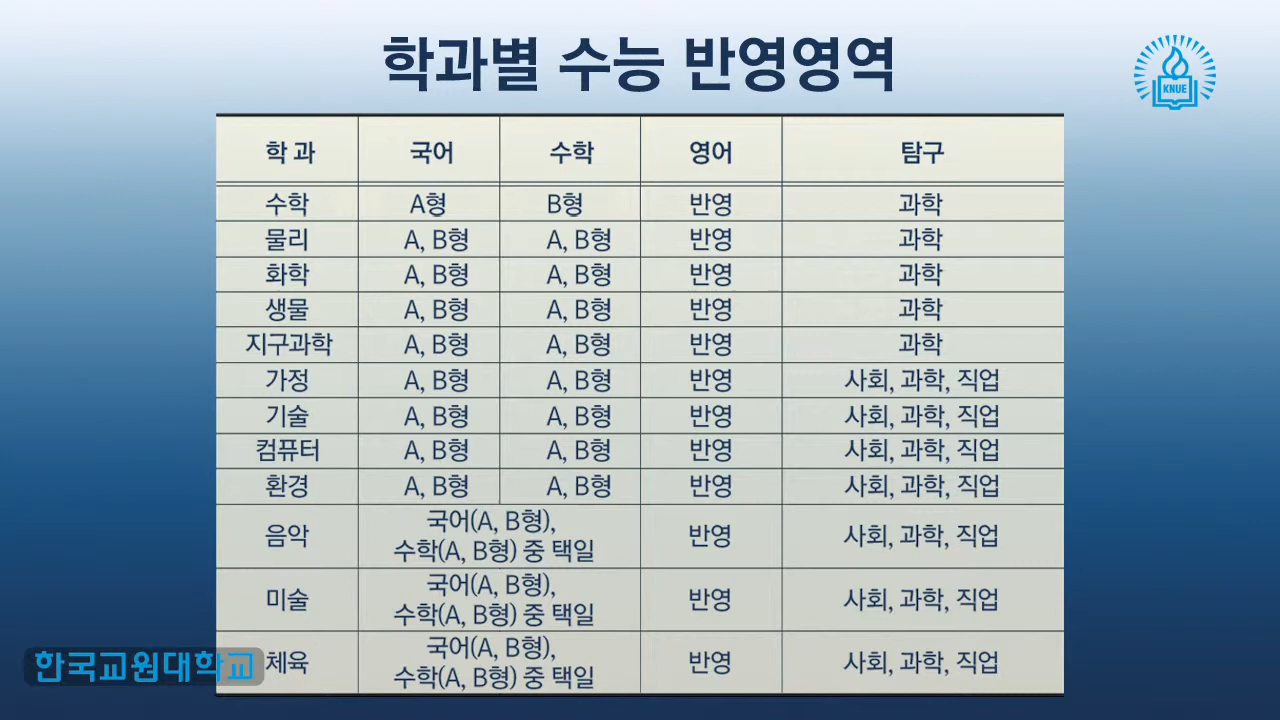 학과별 수능 반영영역
KNUE
학 과 국어 수학 영어 탐구
수학 A형 B형 반영 과학
물리 A, B형 A, B형 반영 과학
화학 A, B형 A, B형 반영 과학
생물 A, B형 A, B형 반영 과학
지구과학 A, B형 A, B형 반영 과학
가정 A, B형 A, B형 반영 사회, 과학, 직업
기술 A, B형 A, B형 반영 사회, 과학, 직업
컴퓨터 A, B형 A, B형 반영 사회, 과학, 직업
환경 A, B형 A, B형 반영 사회, 과학, 직업
음악 국어(A, B형), 반영 사회, 과학, 직업
수학(A, B형) 중 택일
미술 국어(A, B형), 반영 사회, 과학, 직업
수학(A, B형) 중 택일
체육 국어(A, B형), 반영 사회, 과학, 직업
수학(A, B형) 중 택일
한국교원대학교